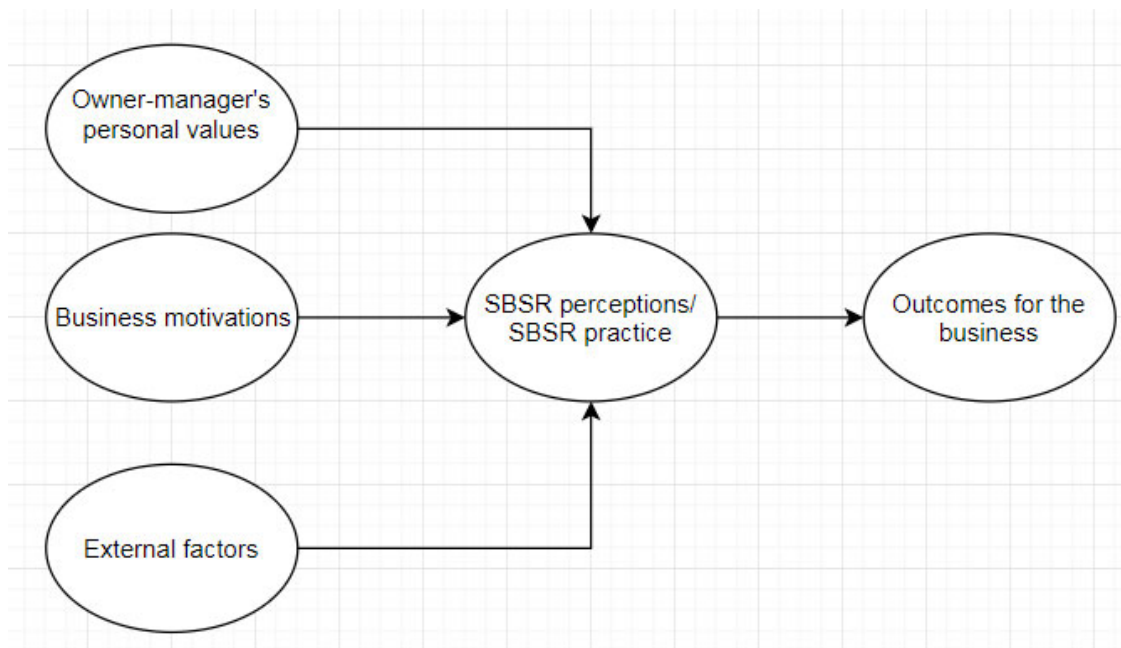 Owner-manager's
personal values
Business motivations
SBSR perceptions/
SBSR practice
Outcomes for the
business
External factors